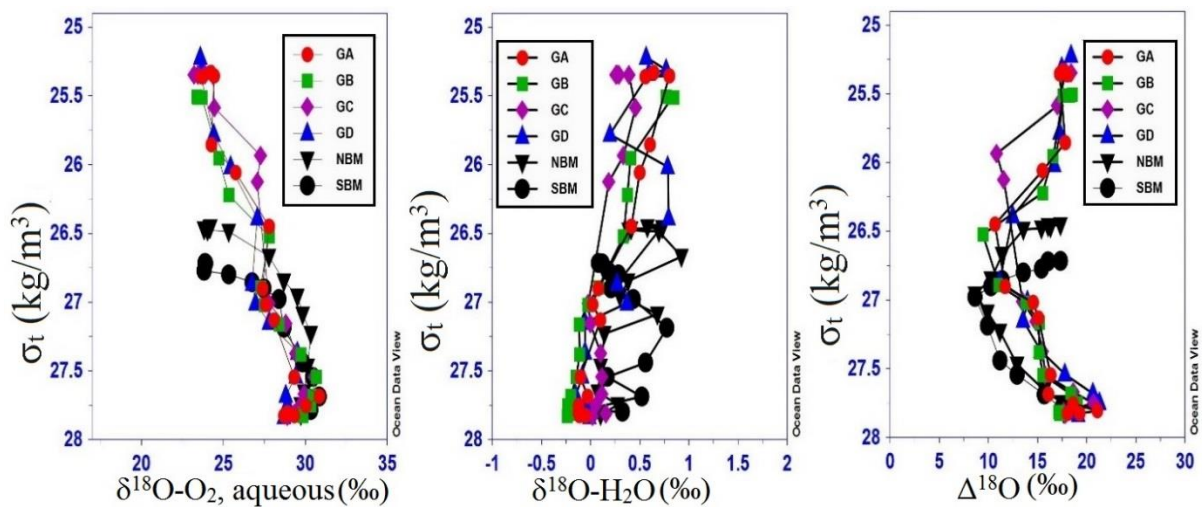 25
25.5
26
26.5
27
27.5
28
σt (kg/m³)
20
25
30
35
δ¹⁸O-O₂, aqueous (‰)
GA
GB
GC
GD
NBM
SBM
Ocean Data View
25
25.5
26
26.5
27
27.5
28
σt (kg/m³)
-1
-0.5
0
0.5
1
1.5
2
δ¹⁸O-H₂O (‰)
GA
GB
GC
GD
NBM
SBM
Ocean Data View
25
25.5
26
26.5
27
27.5
28
σt (kg/m³)
0
5
10
15
20
25
30
35
Δ¹⁸O (‰)
GA
GB
GC
GD
NBM
SBM
Ocean Data View